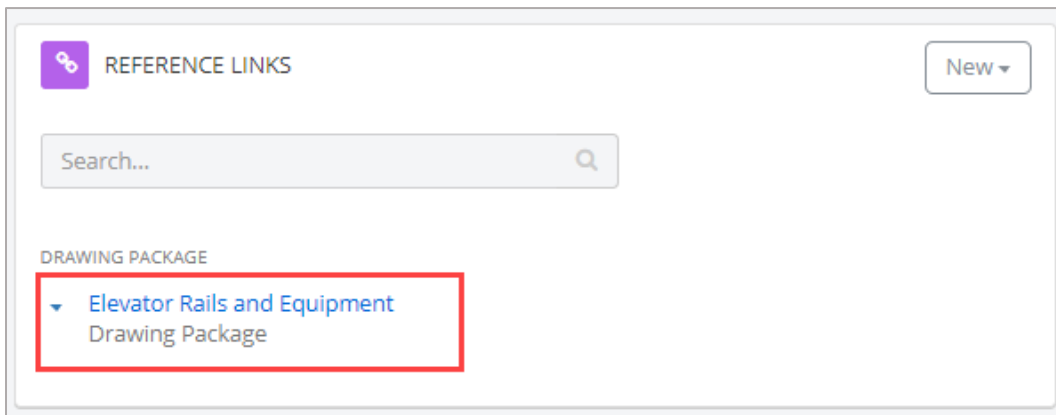 REFERENCE LINKS
New
Search...
DRAWING PACKAGE
Elevator Rails and Equipment
Drawing Package